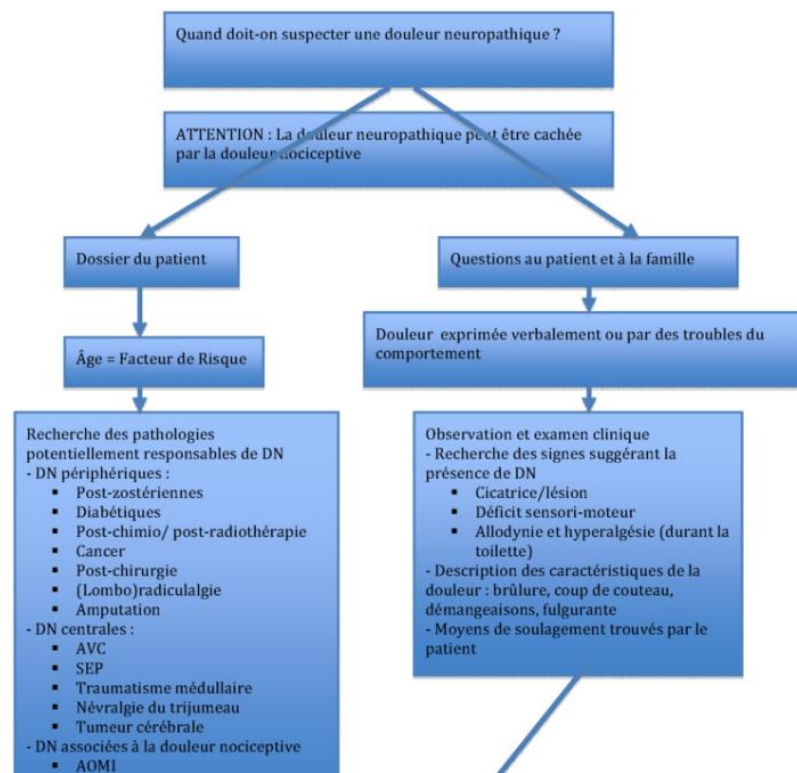 Quand doit-on suspecter une douleur neuropathique ?
ATTENTION : La douleur neuropathique peut être cachée
par la douleur nociceptive
Dossier du patient
Âge = Facteur de Risque
Recherche des pathologies
potentiellement responsables de DN
- DN périphériques :
▪ Post-zostériennes
▪ Diabétiques
▪ Post-chimio/ post-radiothérapie
▪ Cancer
▪ Post-chirurgie
▪ (Lombo)radiculalgie
▪ Amputation
- DN centrales :
▪ AVC
▪ SEP
▪ Traumatisme médullaire
▪ Névralgie du trijumeau
▪ Tumeur cérébrale
- DN associées à la douleur nociceptive
▪ AOMI
Questions au patient et à la famille
Douleur exprimée verbalement ou par des troubles du
comportement
Observation et examen clinique
- Recherche des signes suggérant la
présence de DN
▪ Cicatrice/lésion
▪ Déficit sensori-moteur
▪ Allodynie et hyperalgésie (durant la
toilette)
- Description des caractéristiques de la
douleur : brûlure, coup de couteau,
démangeaisons, fulgurante
- Moyens de soulagement trouvés par le
patient